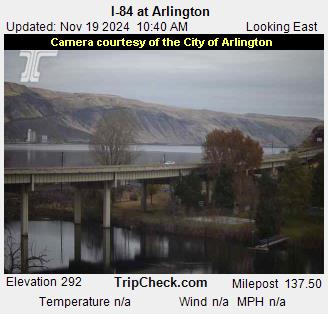 I-84 at Arlington
Updated: Nov 19 2024 10:40 AM Looking East
Camera courtesy of the City of Arlington
Elevation 292 TripCheck.com Milepost 137.50
Temperature n/a Wind n/a MPH n/a